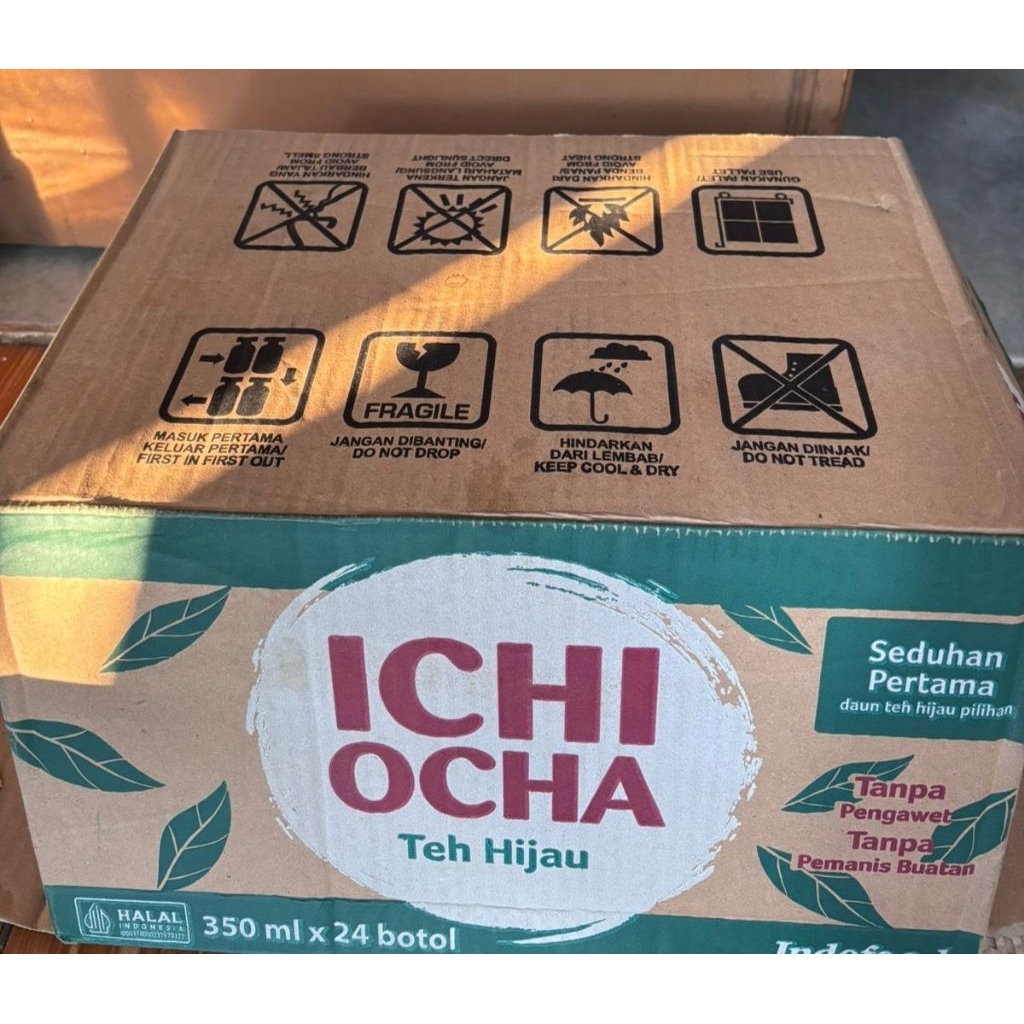 HINDARKAN YANG
BERBAU TAJAM/
AVOID FROM
STRONG SMELL
JANGAN TERKENA
MATAHARI LANGSUNG/
AVOID FROM
DIRECT SUNLIGHT
HINDARKAN DARI
BENDA PANAS/
AVOID FROM
STRONG HEAT
GUNAKAN PALET/
USE PALLET
MASUK PERTAMA
KELUAR PERTAMA/
FIRST IN FIRST OUT
FRAGILE
JANGAN DIBANTING/
DO NOT DROP
HINDARKAN
DARI LEMBAB/
KEEP COOL & DRY
JANGAN DIINJAK/
DO NOT TREAD
ICHI
OCHA
Teh Hijau
Seduhan
Pertama
daun teh hijau pilihan
Tanpa
Pengawet
Tanpa
Pemanis Buatan
HALAL
INDONESIA
350 ml x 24 botol